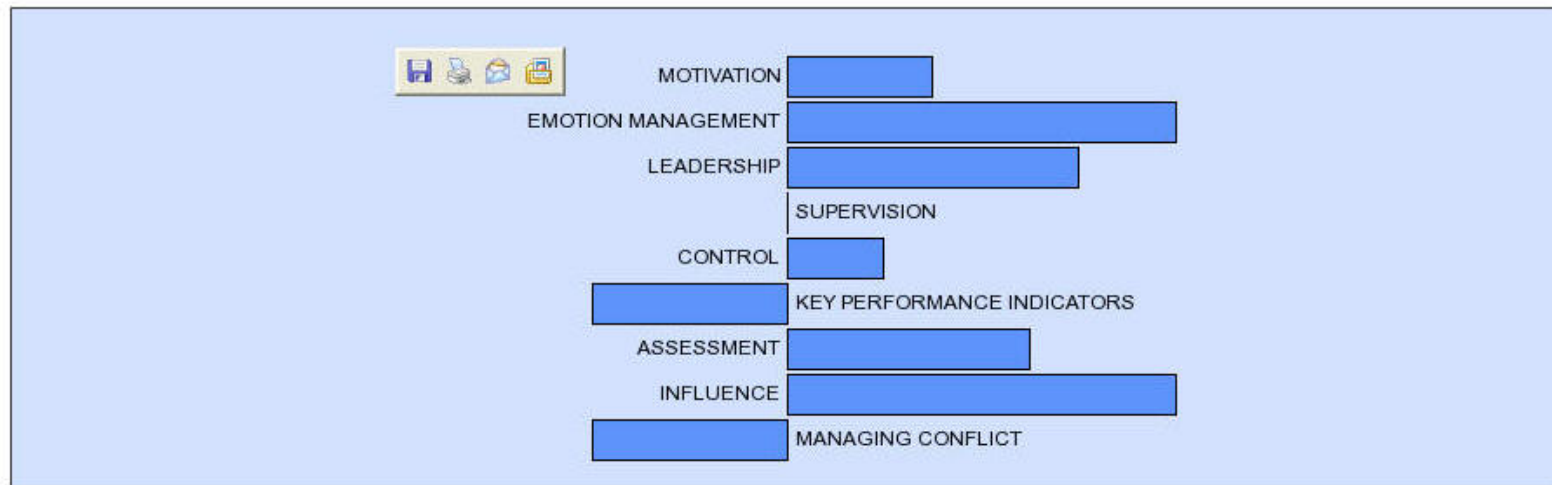 MOTIVATION
EMOTION MANAGEMENT
LEADERSHIP
SUPERVISION
CONTROL
KEY PERFORMANCE INDICATORS
ASSESSMENT
INFLUENCE
MANAGING CONFLICT